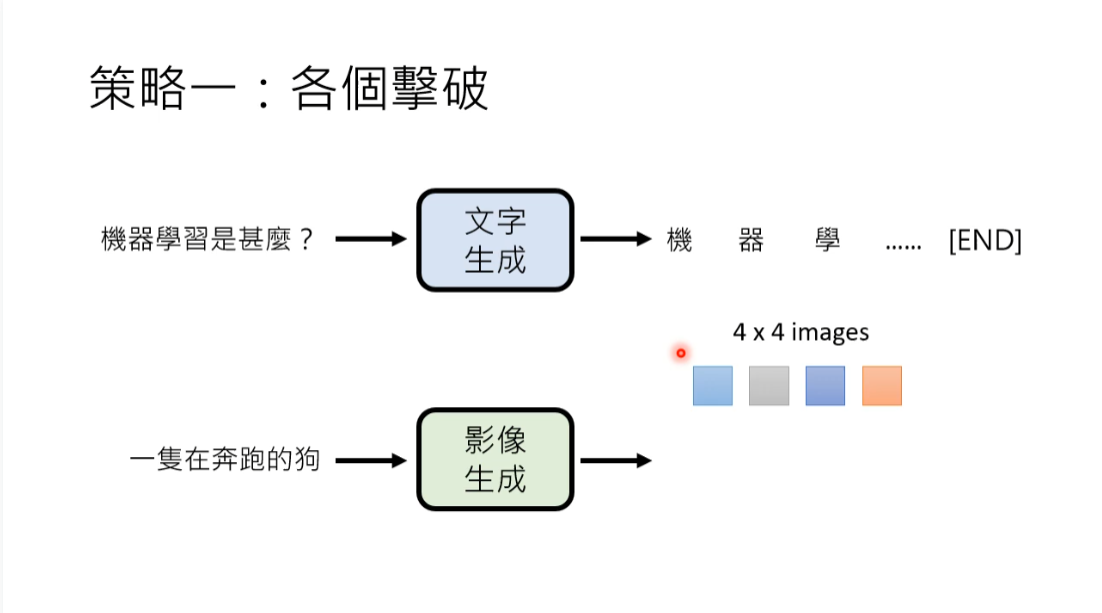 策略一：各個擊破
機器學習是甚麼？
文字
生成
機 器 學 …… [END]
4 x 4 images
一隻在奔跑的狗
影像
生成